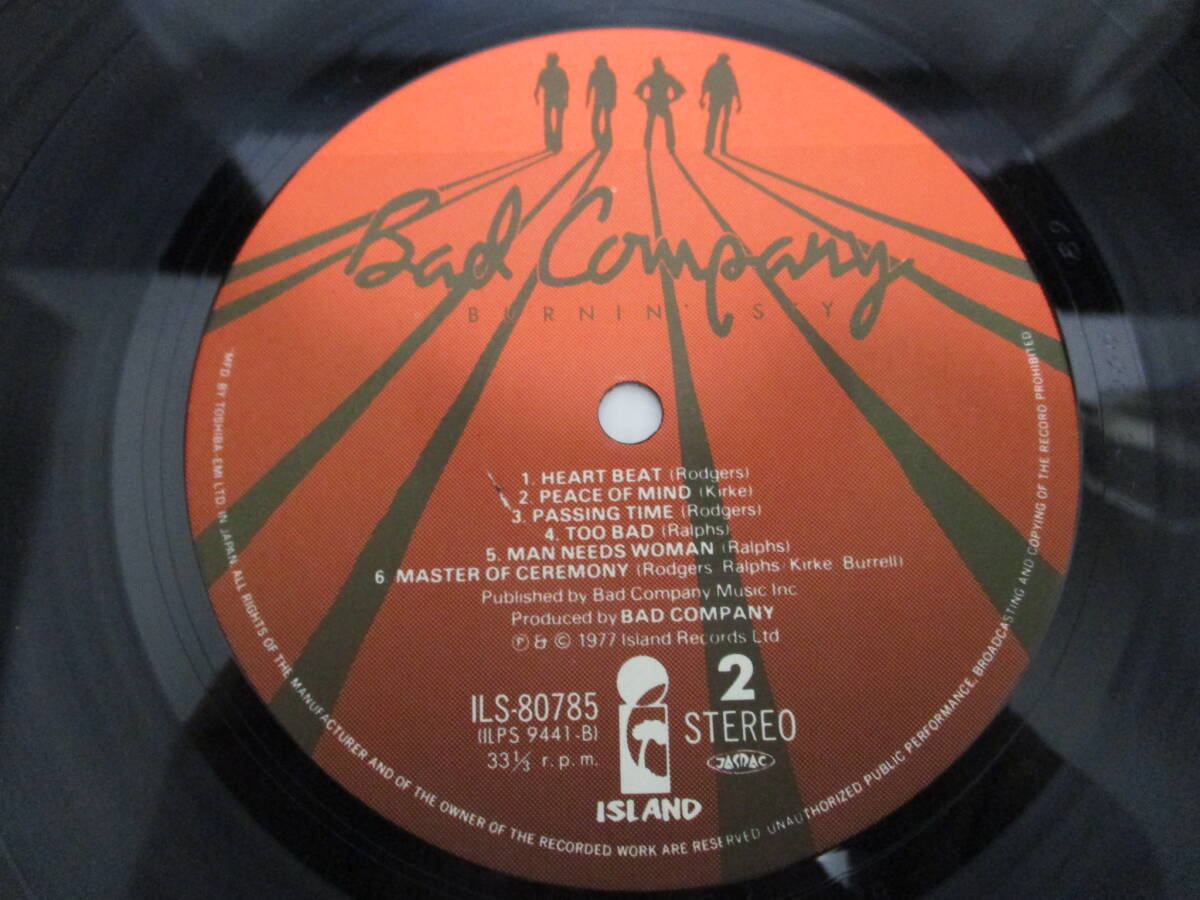 Bad Company
BURNIN' SKY
1. HEART BEAT (Rodgers)
2. PEACE OF MIND (Kirke)
3. PASSING TIME (Rodgers)
4. TOO BAD (Ralphs)
5. MAN NEEDS WOMAN (Ralphs)
6 MASTER OF CEREMONY (Rodgers Ralphs Kirke Burrell)
Published by Bad Company Music Inc
Produced by BAD COMPANY
Ⓟ & © 1977 Island Records Ltd
ILS-80785
(ILPS 9441-B)
33⅓ r.p.m.
2
STEREO
JASRAC
ISLAND
MFD BY TOSHIBA-EMI LTD. IN JAPAN ALL RIGHTS OF THE MANUFACTURER AND OF THE OWNER OF THE RECORDED WORK ARE RESERVED UNAUTHORIZED PUBLIC PERFORMANCE, BROADCASTING AND COPYING OF THE RECORD PROHIBITED